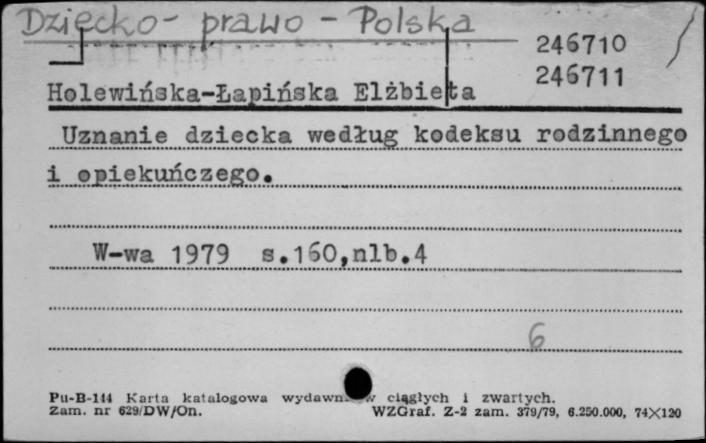 Dziecko - prawo - Polska
246710
246711
Holewińska-Łapińska Elżbieta
Uznanie dziecka według kodeksu rodzinnego
i opiekuńczego.
W-wa 1979 s.160,nlb.4
6
Pu-B-144 Karta katalogowa wydawn w ciągłych i zwartych.
Zam. nr 629/DW/On. WZGraf. Z-2 zam. 379/79, 6.250.000, 74×120